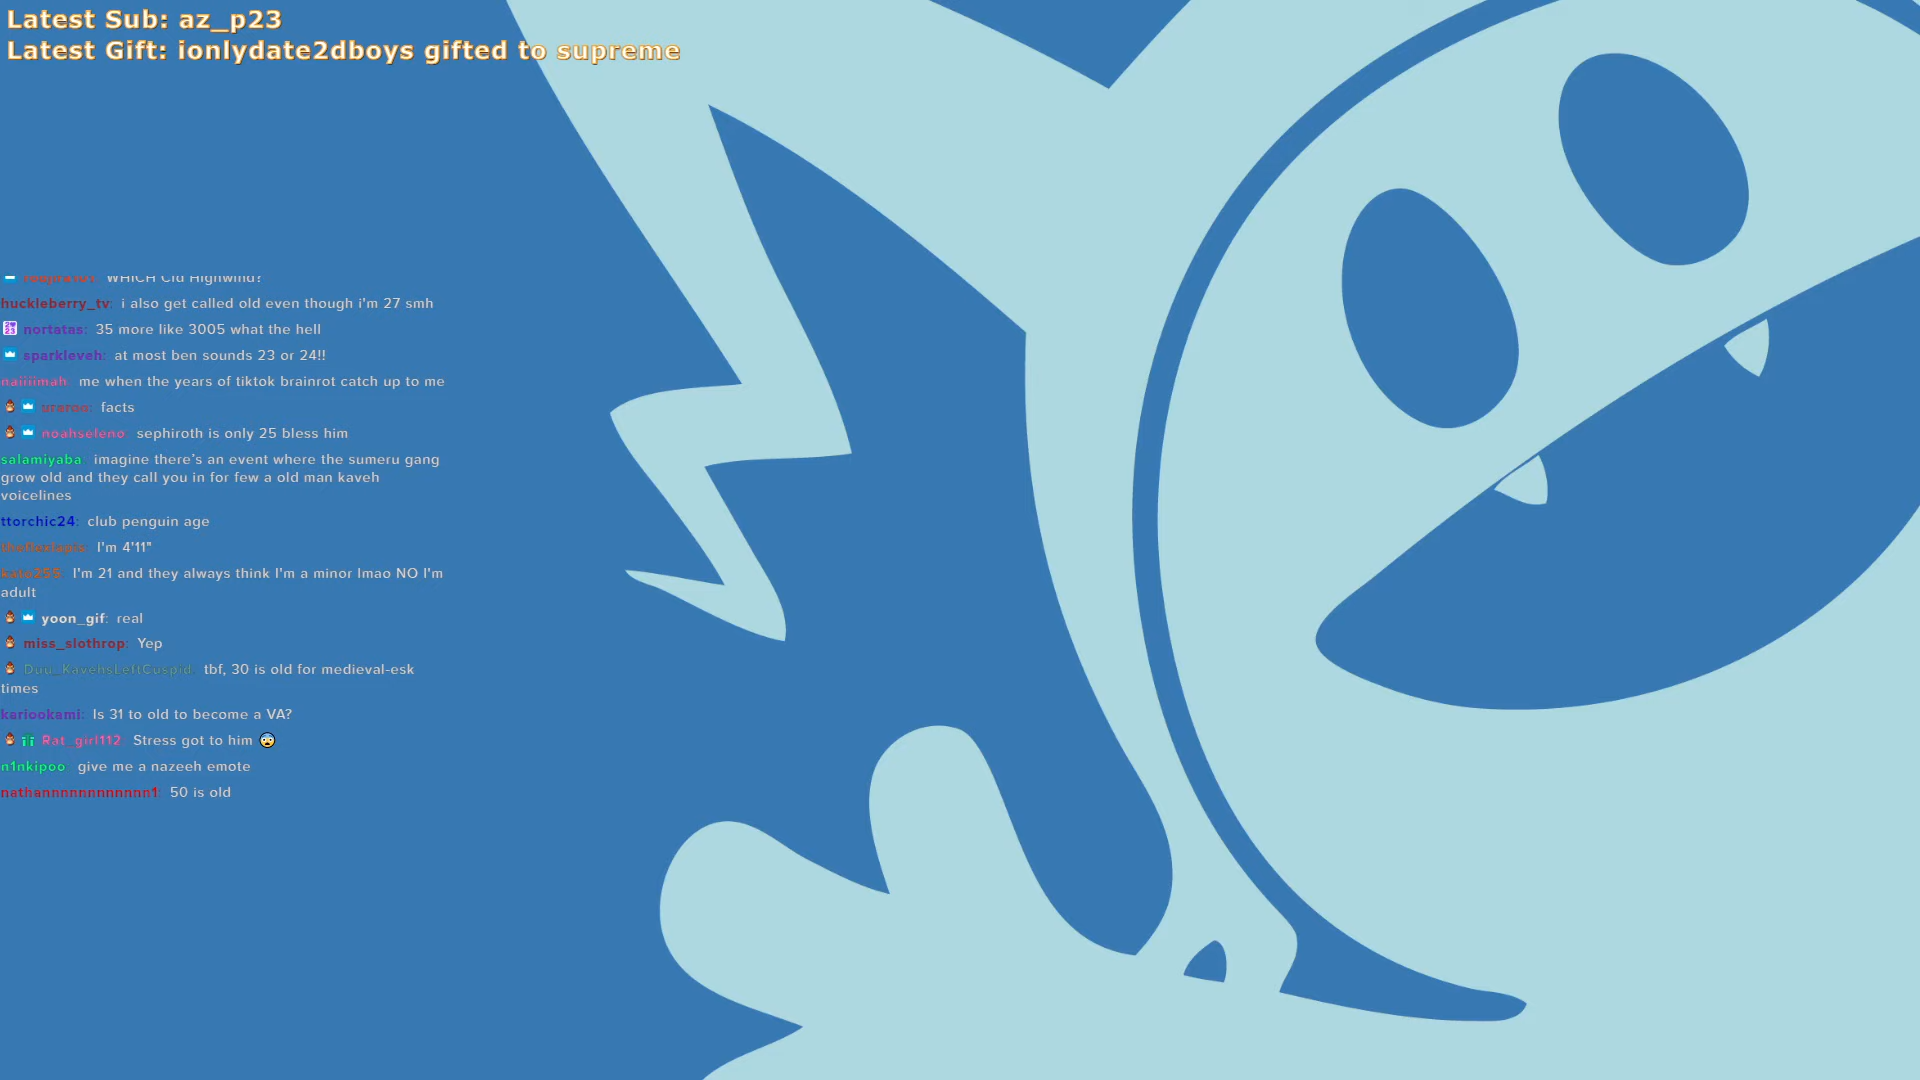 Latest Sub: az_p23
Latest Gift: ionlydate2dboys gifted to supreme
WHICH Cid Highwind?
huckleberry_tv: i also get called old even though i'm 27 smh
nortatas: 35 more like 3005 what the hell
sparkleveh: at most ben sounds 23 or 24!!
naiiiimah: me when the years of tiktok brainrot catch up to me
facts
noahseleno: sephiroth is only 25 bless him
salamiyaba: imagine there's an event where the sumeru gang
grow old and they call you in for few a old man kaveh
voicelines
ttorchic24: club penguin age
I'm 4'11"
I'm 21 and they always think I'm a minor lmao NO I'm
adult
yoon_gif: real
miss_slothrop: Yep
Duu_KavehsLeftCuspid: tbf, 30 is old for medieval-esk
times
kariookami: Is 31 to old to become a VA?
Rat_girl112: Stress got to him
n1nkipoo: give me a nazeeh emote
nathannnnnnnnnnnn1: 50 is old